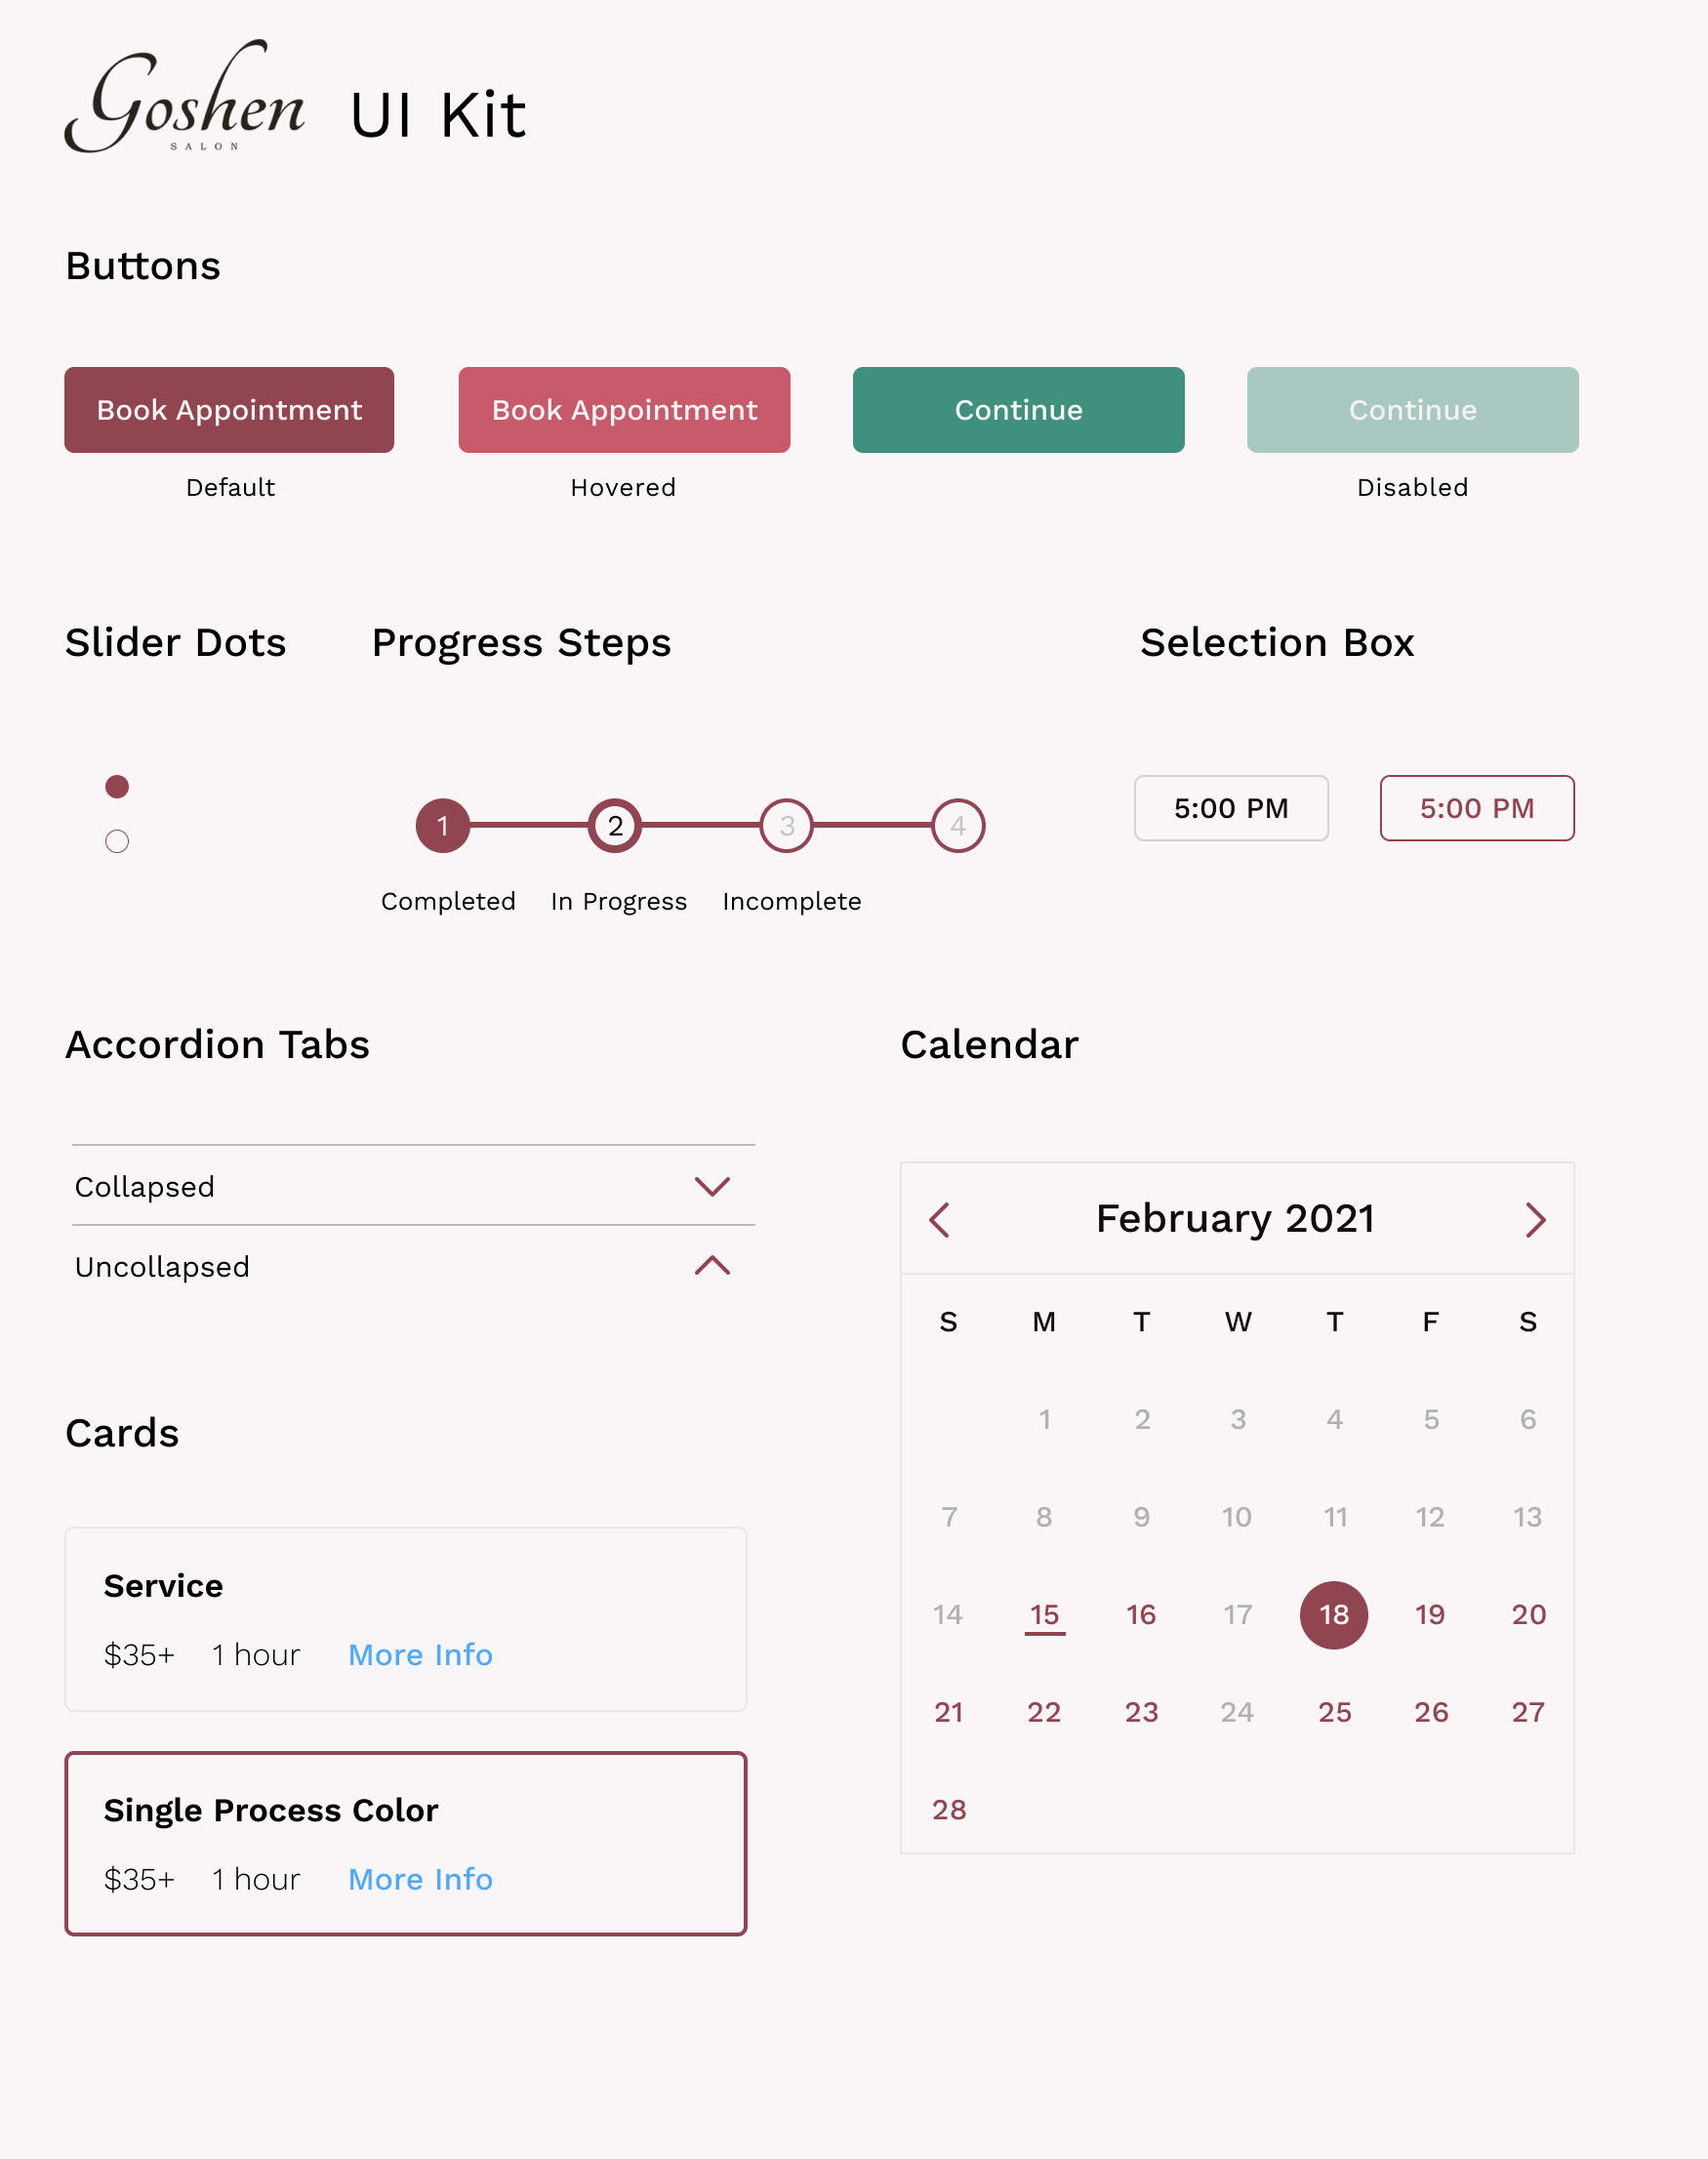 Goshen
SALON
UI Kit
Buttons
Book Appointment
Book Appointment
Continue
Continue
Default
Hovered
Disabled
Slider Dots
Progress Steps
Selection Box
1
2
3
4
5:00 PM
5:00 PM
Completed
In Progress
Incomplete
Accordion Tabs
Collapsed
Uncollapsed
Cards
Service
$35+ 1 hour More Info
Single Process Color
$35+ 1 hour More Info
Calendar
February 2021
S M T W T F S
1 2 3 4 5 6
7 8 9 10 11 12 13
14 15 16 17 18 19 20
21 22 23 24 25 26 27
28